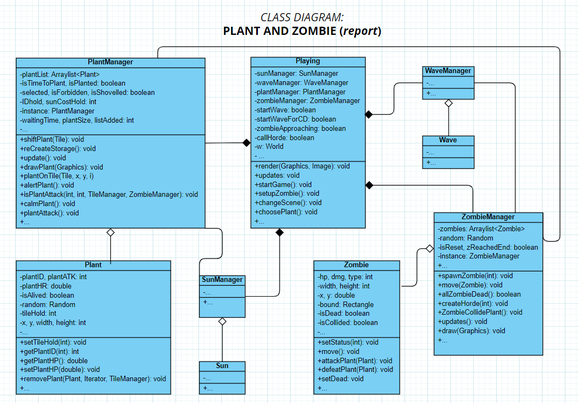 CLASS DIAGRAM:
PLANT AND ZOMBIE (report)
PlantManager
-plantList: Arraylist<Plant>
-isTimeToPlant, isPlanted: boolean
-selected, isForbidden, isShovelled: boolean
-IDhold, sunCostHold: int
-instance: PlantManager
-waitingTime, plantSize, listAdded: int
-...
+shiftPlant(Tile): void
+reCreateStorage(): void
+update(): void
+drawPlant(Graphics): void
+plantOnTile(Tile, x, y, i)
+alertPlant(): void
+isPlantAttack(int, int, TileManager, ZombieManager): void
+calmPlant(): void
+plantAttack(): void
+...
Playing
-sunManager: SunManager
-waveManager: WaveManager
-plantManager: PlantManager
-zombieManager: ZombieManager
-startWave: boolean
-startWaveForCD: boolean
-zombieApproaching: boolean
-callHorde: boolean
-w: World
- ...
+render(Graphics, Image): void
+updates: void
+startGame(): void
+setupZombie(): void
+changeScene(): void
+choosePlant(): void
+...
WaveManager
-...
+...
Wave
-...
+...
ZombieManager
-zombies: Arraylist<Zombie>
-random: Random
-isReset, zReachedEnd: boolean
-instance: ZombieManager
-...
+spawnZombie(int): void
+move(Zombie): void
+allZombieDead(): boolean
+createHorde(int): void
+ZombieCollidePlant(): void
+updates(): void
+draw(Graphics): void
+...
Plant
-plantID, plantATK: int
-plantHR: double
-isAlived: boolean
-random: Random
-tileHold: int
-x, y, width, height: int
-...
+setTileHold(int): void
+getPlantID(int): int
+getPlantHP(): double
+setPlantHP(double): void
+removePlant(Plant, Iterator, TileManager): void
+...
SunManager
-...
+...
Sun
-...
+...
Zombie
-hp, dmg, type: int
-width, height: int
-x, y: double
-bound: Rectangle
-isDead: boolean
-isCollided: boolean
-...
+setStatus(int): void
+move(): void
+attackPlant(Plant): void
+defeatPlant(Plant): void
+setDead: void
+...